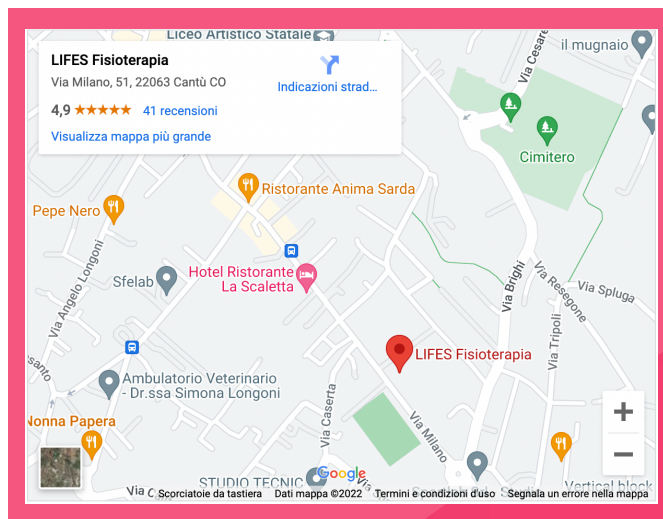 Liceo Artistico Statale
il mugnaio
Via Cesare
LIFES Fisioterapia
Via Milano, 51, 22063 Cantù CO
Indicazioni strad...
4,9
41 recensioni
Visualizza mappa più grande
Cimitero
Ristorante Anima Sarda
Pepe Nero
Via Angelo Longoni
Sfelab
Hotel Ristorante
La Scaletta
Via Brighi
Via Resegone
Via Spluga
Via Tripoli
LIFES Fisioterapia
Ambulatorio Veterinario
- Dr.ssa Simona Longoni
Via Caserta
Via Milano
Nonna Papera
STUDIO TECNIC
Google
Vertical block
Scorciatoie da tastiera
Dati mappa ©2022
Termini e condizioni d'uso
Segnala un errore nella mappa